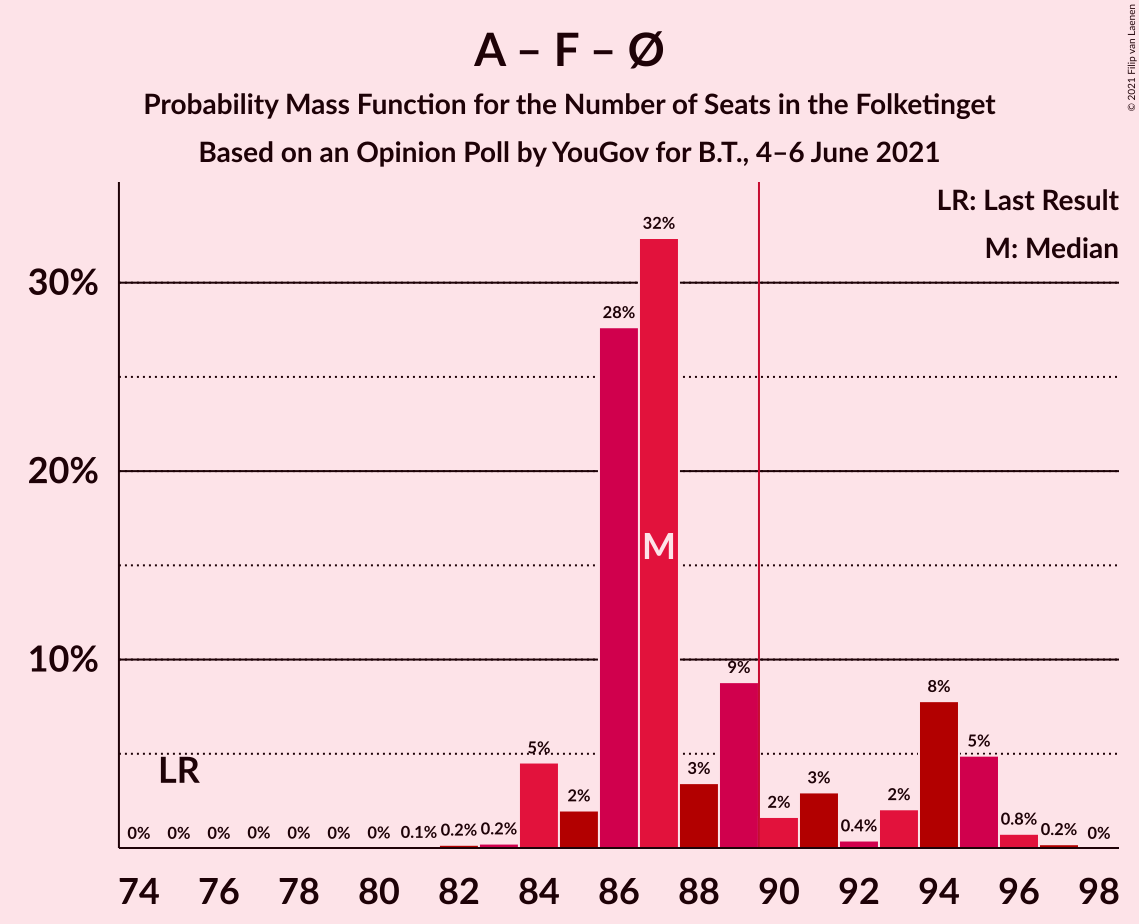 A – F – Ø
Probability Mass Function for the Number of Seats in the Folketinget
Based on an Opinion Poll by YouGov for B.T., 4–6 June 2021
© 2021 Filip van Laenen
LR: Last Result
M: Median
30%
20%
10%
LR
M
0% 0% 0% 0% 0% 0% 0% 0.1% 0.2% 0.2% 5% 2% 28% 32% 3% 9% 2% 3% 0.4% 2% 8% 5% 0.8% 0.2% 0%
74 76 78 80 82 84 86 88 90 92 94 96 98